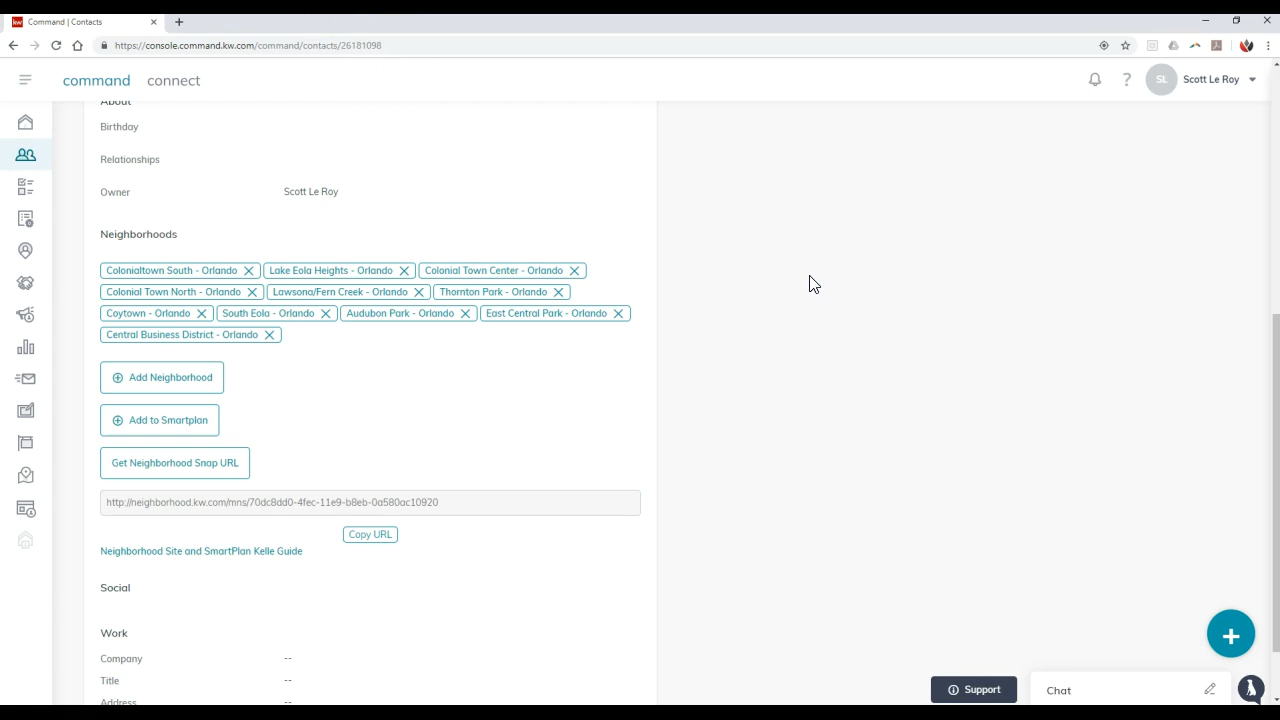 kw Command | Contacts
https://console.command.kw.com/command/contacts/26181098
command connect
? SL Scott Le Roy
About
Birthday
Relationships
Owner Scott Le Roy
Neighborhoods
Colonialtown South - Orlando Lake Eola Heights - Orlando Colonial Town Center - Orlando
Colonial Town North - Orlando Lawsona/Fern Creek - Orlando Thornton Park - Orlando
Coytown - Orlando South Eola - Orlando Audubon Park - Orlando East Central Park - Orlando
Central Business District - Orlando
Add Neighborhood
Add to Smartplan
Get Neighborhood Snap URL
http://neighborhood.kw.com/mns/70dc8dd0-4fec-11e9-b8eb-0a580ac10920
Copy URL
Neighborhood Site and SmartPlan Kelle Guide
Social
Work
Company --
Title --
Address --
Support Chat